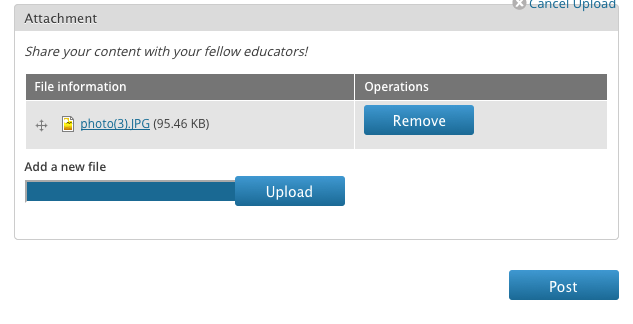 Cancel Upload
Attachment
Share your content with your fellow educators!
File information Operations
photo(3).JPG (95.46 KB) Remove
Add a new file
Upload
Post